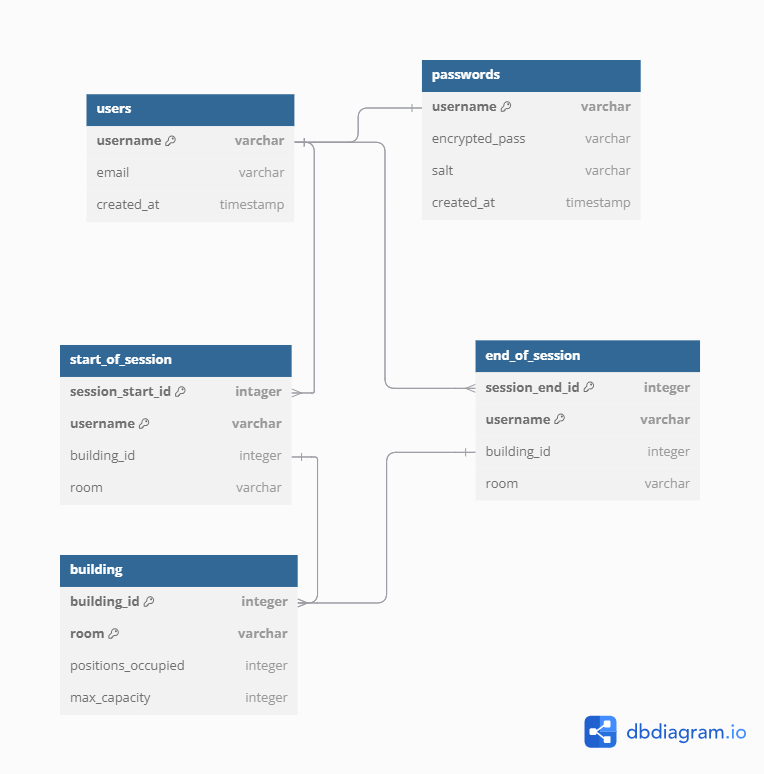 passwords
username varchar
encrypted_pass varchar
salt varchar
created_at timestamp
users
username varchar
email varchar
created_at timestamp
start_of_session
session_start_id intager
username varchar
building_id integer
room varchar
end_of_session
session_end_id integer
username varchar
building_id integer
room varchar
building
building_id integer
room varchar
positions_occupied integer
max_capacity integer
dbdiagram.io